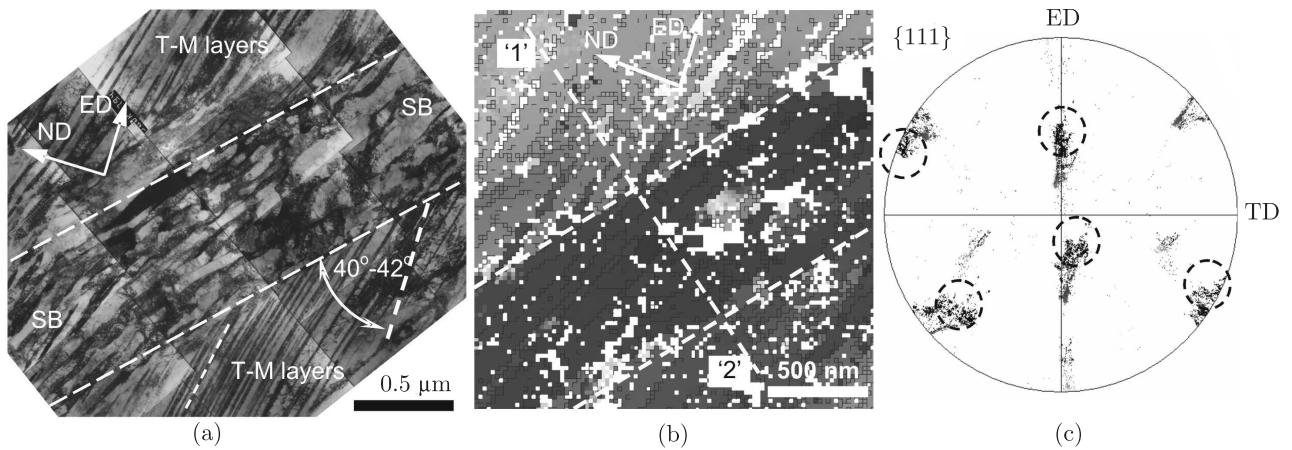 T-M layers
SB
ED
ND
40°-42°
SB
T-M layers
0.5 µm
(a)
'1'
ND
ED
'2'
500 nm
(b)
ED
{111}
TD
(c)